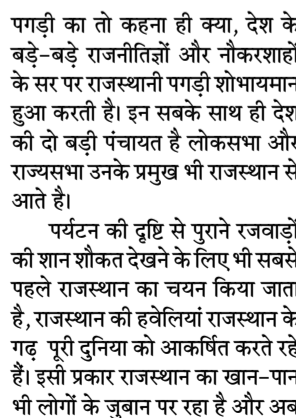 पगड़ी का तो कहना ही क्या, देश के
बड़े-बड़े राजनीतिज्ञों और नौकरशाहों
के सर पर राजस्थानी पगड़ी शोभायमान
हुआ करती है। इन सबके साथ ही देश
की दो बड़ी पंचायत है लोकसभा और
राज्यसभा उनके प्रमुख भी राजस्थान से
आते है।
पर्यटन की दृष्टि से पुराने रजवाड़ों
की शान शौकत देखने के लिए भी सबसे
पहले राजस्थान का चयन किया जाता
है, राजस्थान की हवेलियां राजस्थान के
गढ़ पूरी दुनिया को आकर्षित करते रहे
हैं। इसी प्रकार राजस्थान का खान-पान
भी लोगों के जुबान पर रहा है और अब